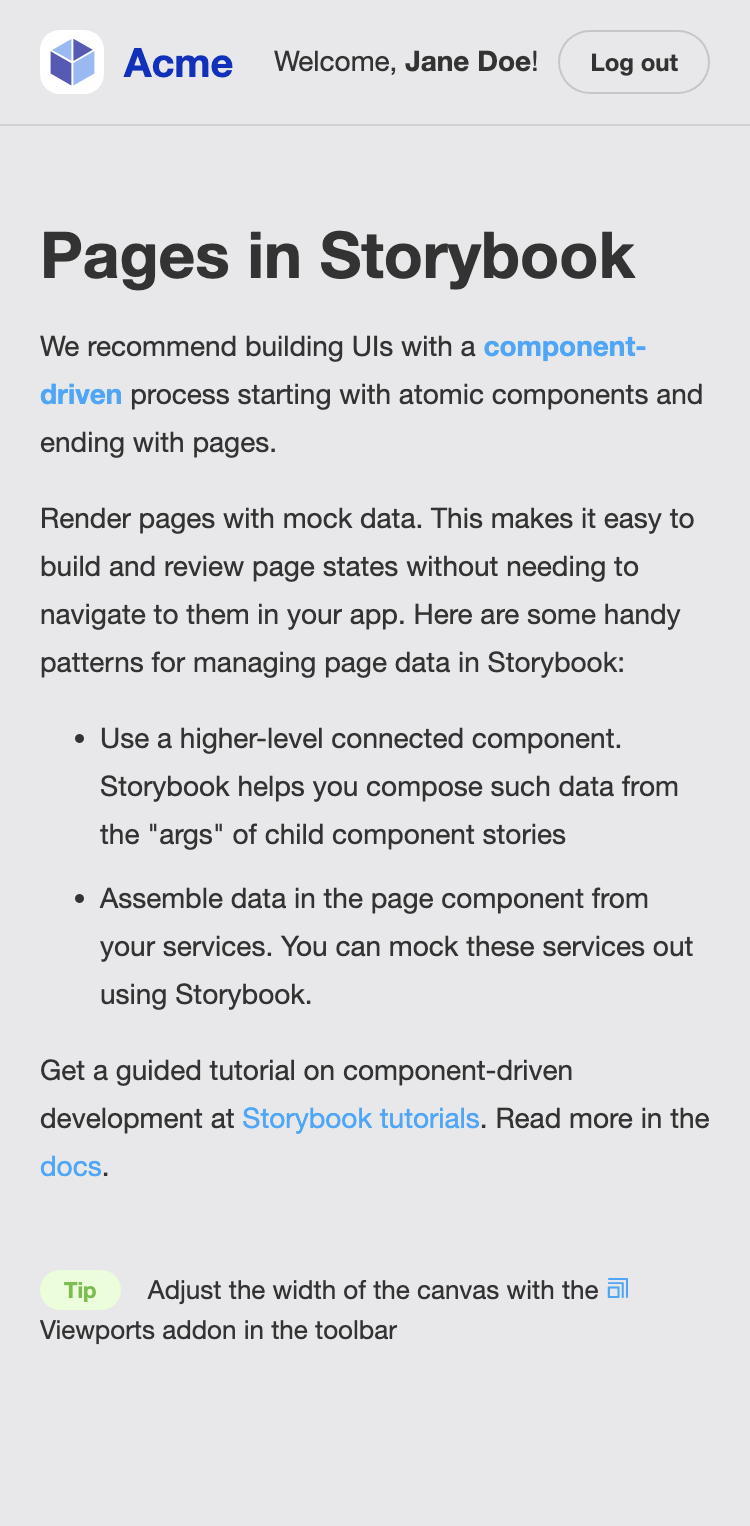 Acme Welcome, Jane Doe! Log out
Pages in Storybook
We recommend building UIs with a component-
driven process starting with atomic components and
ending with pages.
Render pages with mock data. This makes it easy to
build and review page states without needing to
navigate to them in your app. Here are some handy
patterns for managing page data in Storybook:
• Use a higher-level connected component.
Storybook helps you compose such data from
the "args" of child component stories
• Assemble data in the page component from
your services. You can mock these services out
using Storybook.
Get a guided tutorial on component-driven
development at Storybook tutorials. Read more in the
docs.
Tip Adjust the width of the canvas with the
Viewports addon in the toolbar